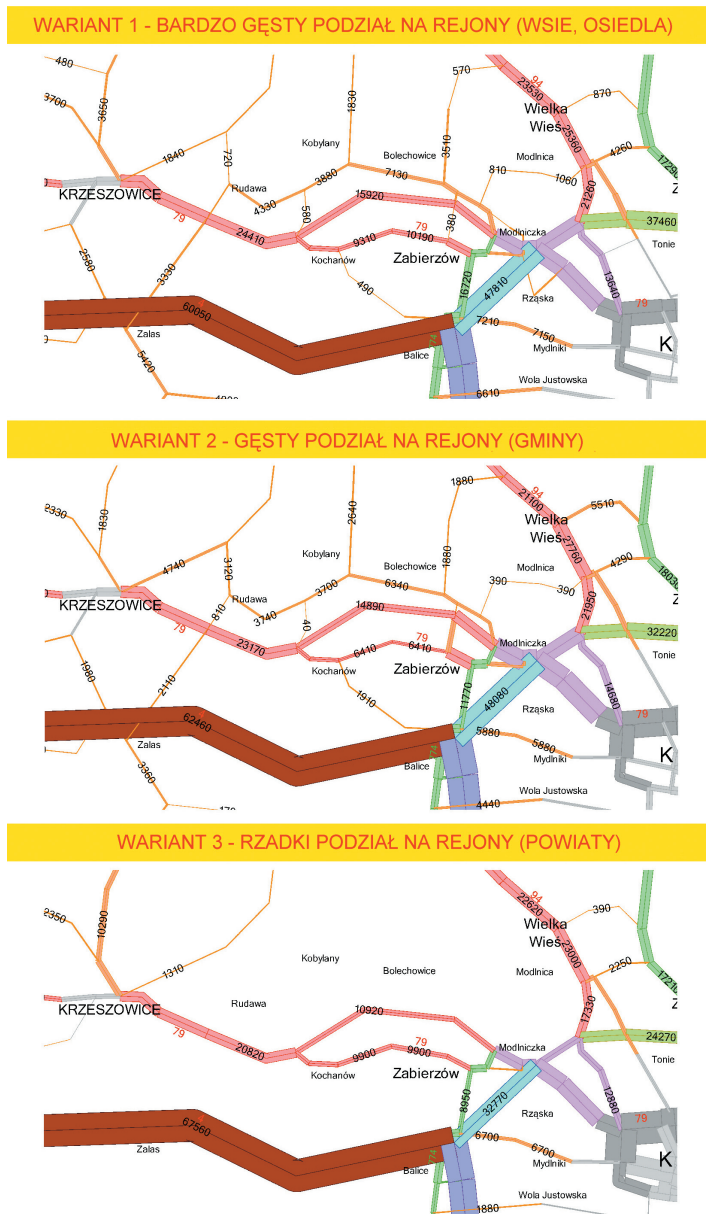 WARIANT 1 - BARDZO GĘSTY PODZIAŁ NA REJONY (WSIE, OSIEDLA)
480
3700
3650
1830
570
94
23530
Wielka
Wieś
870
25360
1840
720
Kobylany
Bolechowice
3510
Modlnica
4260
17290
Z
KRZESZOWICE
Rudawa
3880
7130
810
1060
21260
79
4330
580
15920
380
37460
24410
79
Modlniczka
Tonie
9310
10190
Kochanów
Zabierzów
2580
3330
490
16720
47810
Rząska
13640
79
60050
7210
7150
Zalas
5420
Balice
Mydlniki
K
Wola Justowska
6610
WARIANT 2 - GĘSTY PODZIAŁ NA REJONY (GMINY)
2330
1830
2640
1880
94
21100
Wielka
Wieś
5510
27760
4740
3120
Kobylany
Bolechowice
1880
Modlnica
4290
18030
Z
KRZESZOWICE
Rudawa
3700
6340
390
390
810
3740
40
14890
21950
79
23170
79
Modlniczka
32220
6410
6410
Tonie
Kochanów
Zabierzów
1980
2110
1910
11770
48080
Rząska
14680
79
62460
5880
5880
Zalas
3360
Balice
Mydlniki
K
Wola Justowska
4440
WARIANT 3 - RZADKI PODZIAŁ NA REJONY (POWIATY)
2350
10290
94
22620
Wielka
Wieś
390
23000
1310
Kobylany
Bolechowice
Modlnica
2250
17210
Z
KRZESZOWICE
Rudawa
10920
17330
79
20820
79
Modlniczka
24270
9900
9900
Tonie
Kochanów
Zabierzów
8950
32770
Rząska
12880
79
67560
6700
6700
Zalas
Balice
Mydlniki
K
Wola Justowska
1880